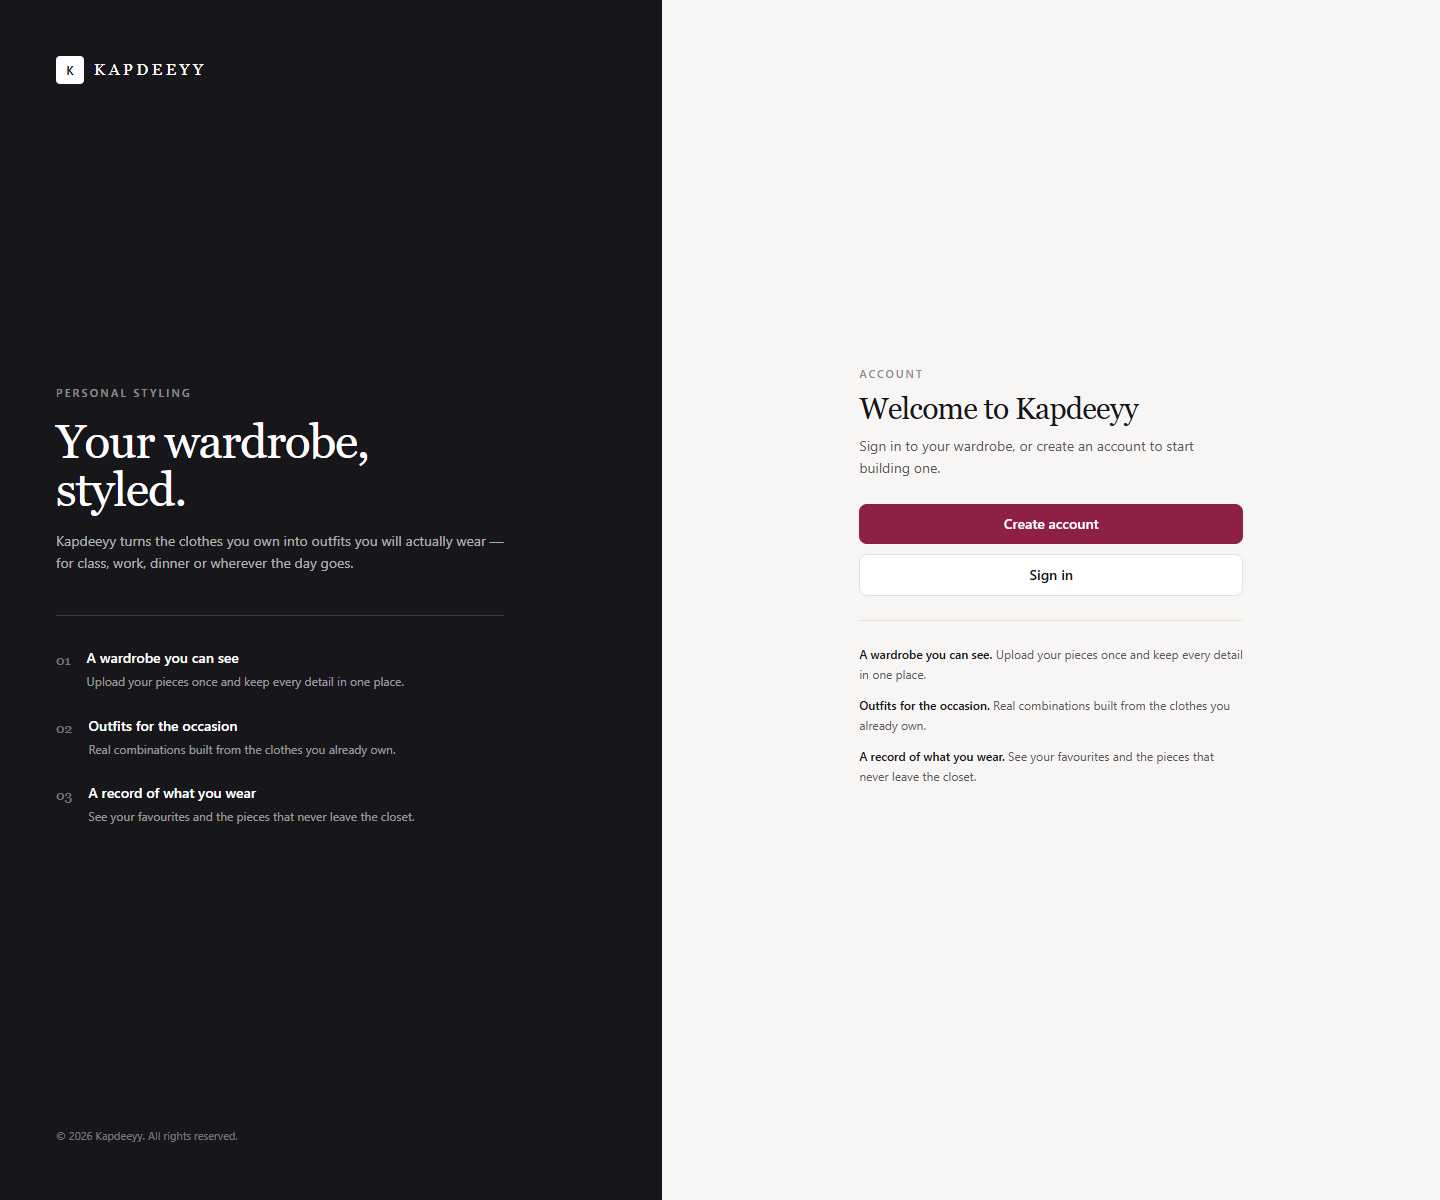 K
KAPDEEYY
PERSONAL STYLING
Your wardrobe,
styled.
Kapdeeyy turns the clothes you own into outfits you will actually wear —
for class, work, dinner or wherever the day goes.
01
A wardrobe you can see
Upload your pieces once and keep every detail in one place.
02
Outfits for the occasion
Real combinations built from the clothes you already own.
03
A record of what you wear
See your favourites and the pieces that never leave the closet.
© 2026 Kapdeeyy. All rights reserved.
ACCOUNT
Welcome to Kapdeeyy
Sign in to your wardrobe, or create an account to start
building one.
Create account
Sign in
A wardrobe you can see. Upload your pieces once and keep every detail
in one place.
Outfits for the occasion. Real combinations built from the clothes you
already own.
A record of what you wear. See your favourites and the pieces that
never leave the closet.